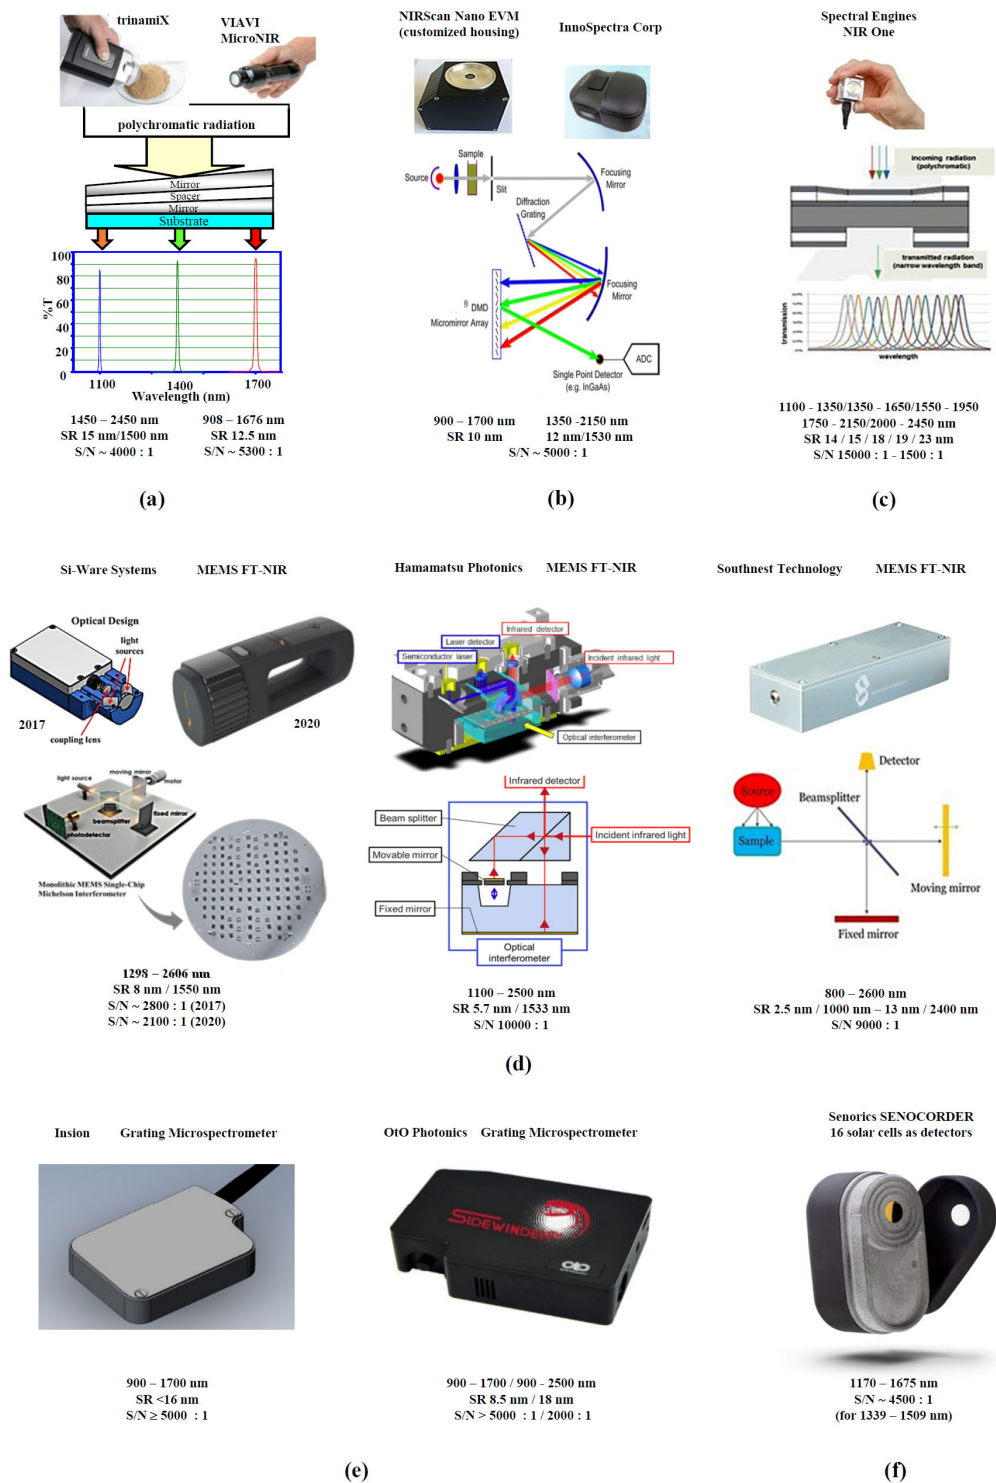 trinamiX
VIAVI
MicroNIR
polychromatic radiation
Mirror
Spacer
Mirror
Substrate
100
80
60
40
20
0
%T
1100
1400
1700
Wavelength (nm)
1450 – 2450 nm
SR 15 nm/1500 nm
S/N ~ 4000 : 1
908 – 1676 nm
SR 12.5 nm
S/N ~ 5300 : 1
(a)
NIRScan Nano EVM
(customized housing)
InnoSpectra Corp
Sample
Source
Slit
Focusing
Mirror
Diffraction
Grating
Focusing
Mirror
DMD
Micromirror Array
Single Point Detector
(e.g. InGaAs)
ADC
900 – 1700 nm
SR 10 nm
1350 -2150 nm
12 nm/1530 nm
S/N ~ 5000 : 1
(b)
Spectral Engines
NIR One
incoming radiation
(polychromatic)
transmitted radiation
(narrow wavelength band)
transmission
wavelength
1100 - 1350/1350 - 1650/1550 - 1950
1750 - 2150/2000 - 2450 nm
SR 14 / 15 / 18 / 19 / 23 nm
S/N 15000 : 1 - 1500 : 1
(c)
Si-Ware Systems
MEMS FT-NIR
Optical Design
light
sources
2017
coupling lens
2020
light source
moving mirror
motor
fixed mirror
beamsplitter
photodetector
Monolithic MEMS Single-Chip
Michelson Interferometer
1298 – 2606 nm
SR 8 nm / 1550 nm
S/N ~ 2800 : 1 (2017)
S/N ~ 2100 : 1 (2020)
Hamamatsu Photonics
MEMS FT-NIR
Infrared detector
Laser detector
Semiconductor laser
Incident infrared light
Optical interferometer
Infrared detector
Beam splitter
Incident infrared light
Movable mirror
Fixed mirror
Optical
interferometer
1100 – 2500 nm
SR 5.7 nm / 1533 nm
S/N 10000 : 1
(d)
Southnest Technology
MEMS FT-NIR
Detector
Source
Beamsplitter
Sample
Moving mirror
Fixed mirror
800 – 2600 nm
SR 2.5 nm / 1000 nm – 13 nm / 2400 nm
S/N 9000 : 1
Insion
Grating Microspectrometer
900 – 1700 nm
SR <16 nm
S/N ≥ 5000 : 1
OtO Photonics
Grating Microspectrometer
SIDEWINDER
oto
900 – 1700 / 900 - 2500 nm
SR 8.5 nm / 18 nm
S/N > 5000 : 1 / 2000 : 1
(e)
Senorics SENOCORDER
16 solar cells as detectors
1170 – 1675 nm
S/N ~ 4500 : 1
(for 1339 – 1509 nm)
(f)